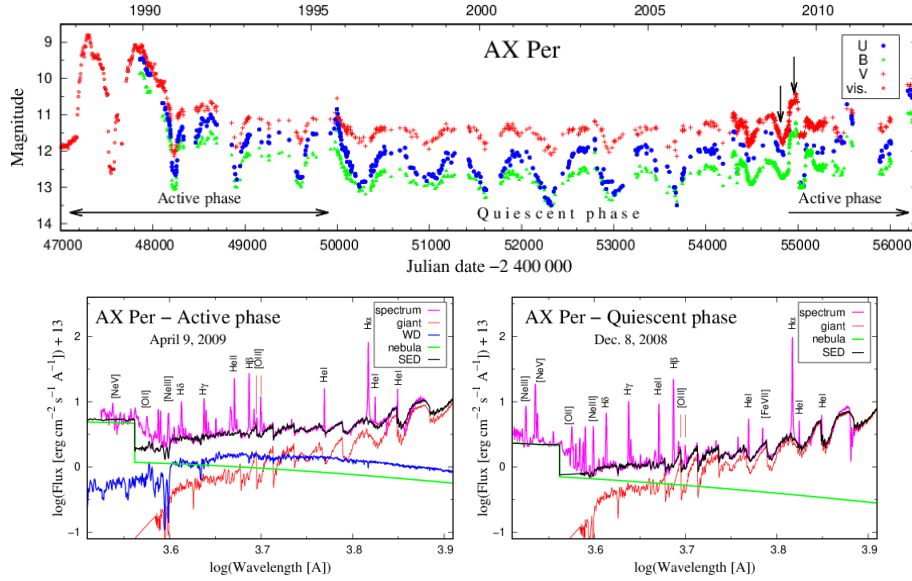 1990 1995 2000 2005 2010
AX Per
U
B
V
vis.
Magnitude
9
10
11
12
13
14
Active phase
Quiescent phase
Active phase
47000 48000 49000 50000 51000 52000 53000 54000 55000 56000
Julian date −2 400 000
AX Per − Active phase
April 9, 2009
spectrum
giant
WD
nebula
SED
log(Flux [erg cm⁻² s⁻¹ A⁻¹]) + 13
2
1
0
−1
[NeV]
[OII]
[NeIII]
Hδ
Hγ
HeII
Hβ
[OIII]
HeI
Hα
HeI
HeI
3.6 3.7 3.8 3.9
log(Wavelength [A])
AX Per − Quiescent phase
Dec. 8, 2008
spectrum
giant
nebula
SED
log(Flux [erg cm⁻² s⁻¹ A⁻¹]) + 13
2
1
0
−1
[NeIII]
[NeV]
[OII]
[NeIII]
Hδ
Hγ
HeII
Hβ
[OIII]
HeI
[FeVII]
Hα
HeI
HeI
3.6 3.7 3.8 3.9
log(Wavelength [A])